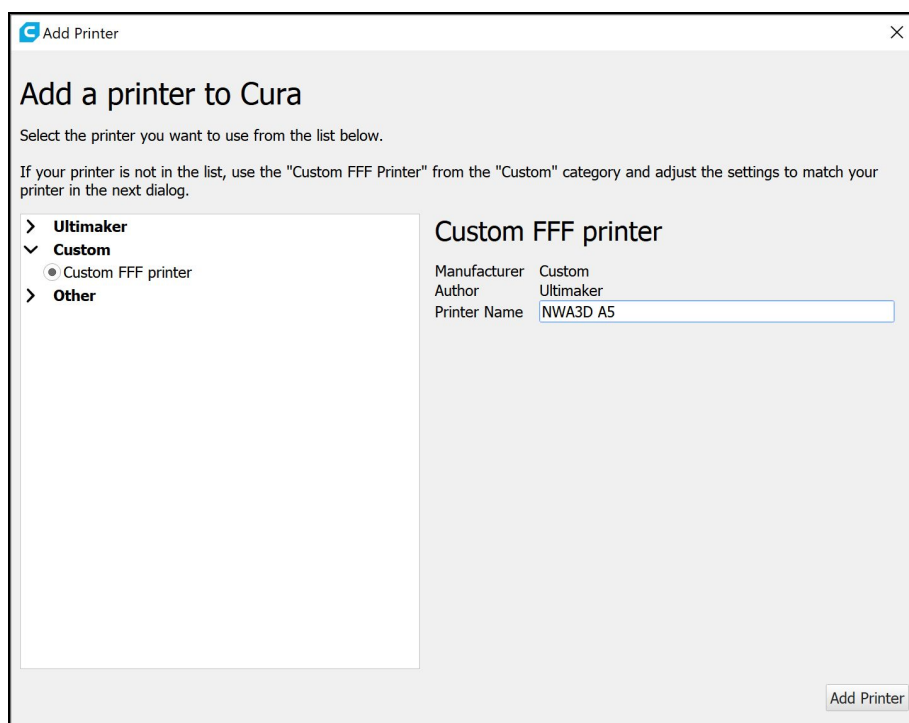 Add Printer
Add a printer to Cura
Select the printer you want to use from the list below.
If your printer is not in the list, use the "Custom FFF Printer" from the "Custom" category and adjust the settings to match your
printer in the next dialog.
Ultimaker
Custom
Custom FFF printer
Other
Custom FFF printer
Manufacturer Custom
Author Ultimaker
Printer Name NWA3D A5
Add Printer